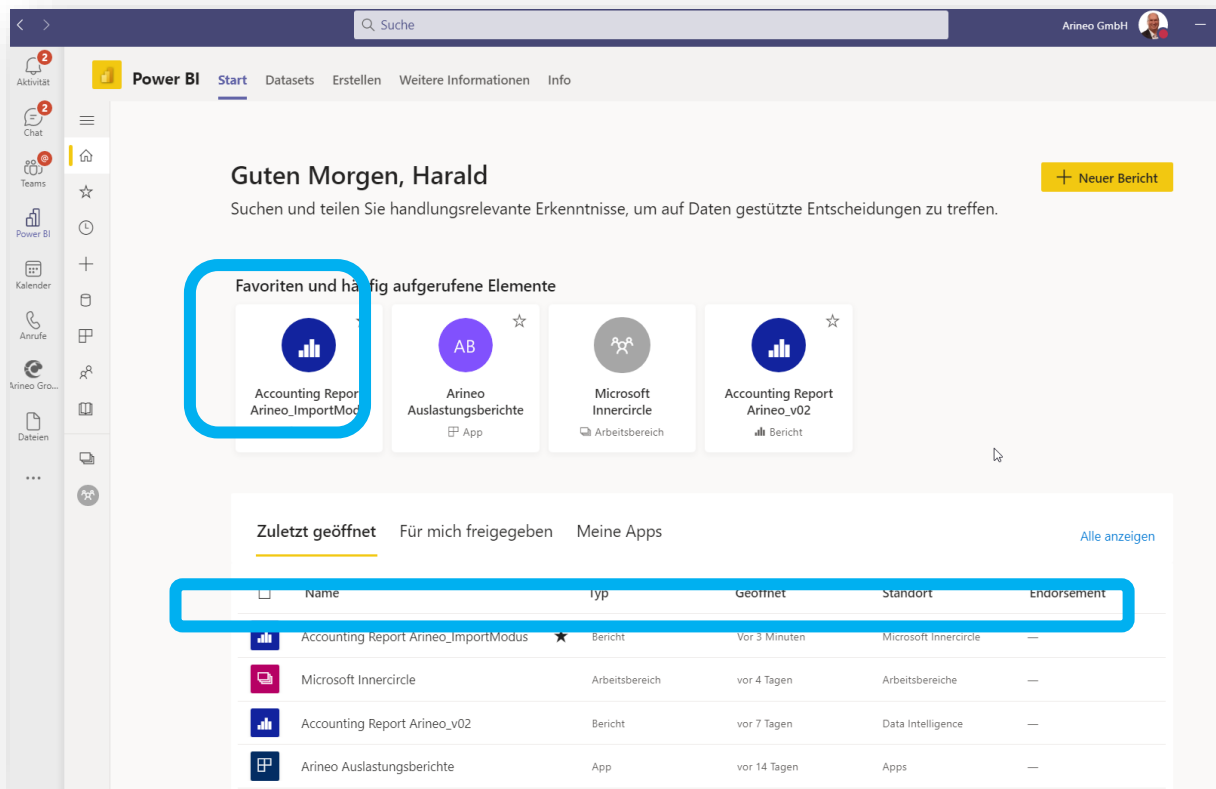 Suche
Arineo GmbH
2
Aktivität
Power BI
Start
Datasets
Erstellen
Weitere Informationen
Info
2
Chat
@
Teams
Power BI
Kalender
Anrufe
Arineo Gro...
Dateien
Guten Morgen, Harald
Neuer Bericht
Suchen und teilen Sie handlungsrelevante Erkenntnisse, um auf Daten gestützte Entscheidungen zu treffen.
Favoriten und häufig aufgerufene Elemente
Accounting Report
Arineo_ImportModus
AB
Arineo
Auslastungsberichte
App
Microsoft
Innercircle
Arbeitsbereich
Accounting Report
Arineo_v02
Bericht
Zuletzt geöffnet
Für mich freigegeben
Meine Apps
Alle anzeigen
Name
Typ
Geöffnet
Standort
Endorsement
Accounting Report Arineo_ImportModus
Bericht
Vor 3 Minuten
Microsoft Innercircle
—
Microsoft Innercircle
Arbeitsbereich
vor 4 Tagen
Arbeitsbereiche
—
Accounting Report Arineo_v02
Bericht
vor 7 Tagen
Data Intelligence
—
Arineo Auslastungsberichte
App
vor 14 Tagen
Apps
—